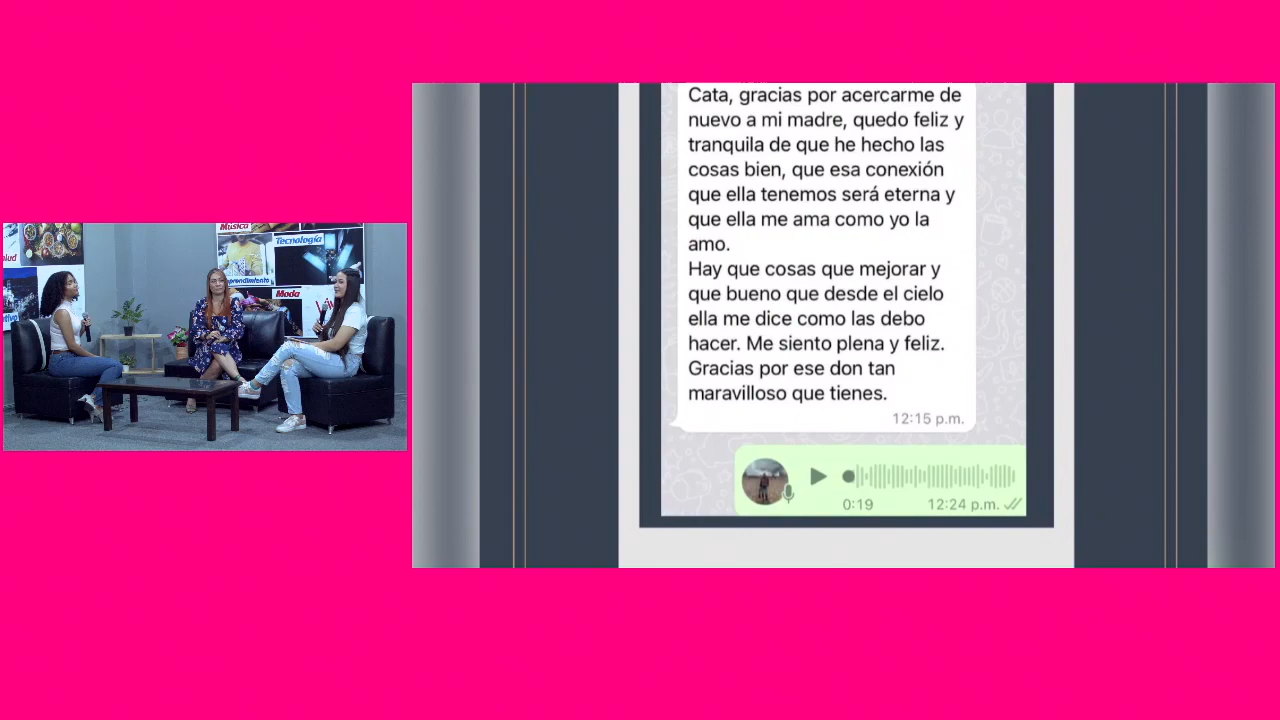 Cata, gracias por acercarme de
nuevo a mi madre, quedo feliz y
tranquila de que he hecho las
cosas bien, que esa conexión
que ella tenemos será eterna y
que ella me ama como yo la
amo.
Hay que cosas que mejorar y
que bueno que desde el cielo
ella me dice como las debo
hacer. Me siento plena y feliz.
Gracias por ese don tan
maravilloso que tienes.
12:15 p.m.
0:19
12:24 p.m.
Música
Tecnología
Moda